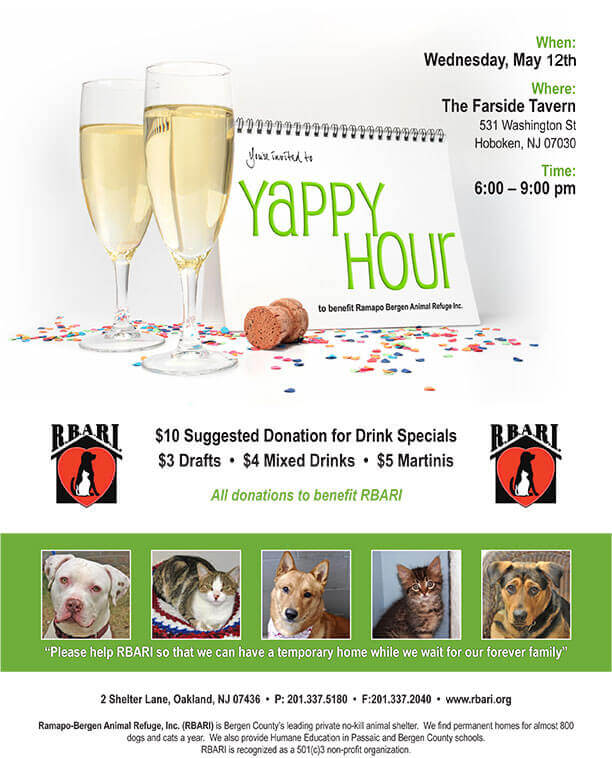 When:
Wednesday, May 12th
Where:
The Farside Tavern
531 Washington St
Hoboken, NJ 07030
Time:
6:00 – 9:00 pm
You're invited to
YaPPY
HOUr
to benefit Ramapo Bergen Animal Refuge Inc.
R.B.A.R.I.
R.B.A.R.I.
$10 Suggested Donation for Drink Specials
$3 Drafts • $4 Mixed Drinks • $5 Martinis
All donations to benefit RBARI
“Please help RBARI so that we can have a temporary home while we wait for our forever family”
2 Shelter Lane, Oakland, NJ 07436 • P: 201.337.5180 • F:201.337.2040 • www.rbari.org
Ramapo-Bergen Animal Refuge, Inc. (RBARI) is Bergen County's leading private no-kill animal shelter. We find permanent homes for almost 800
dogs and cats a year. We also provide Humane Education in Passaic and Bergen County schools.
RBARI is recognized as a 501(c)3 non-profit organization.